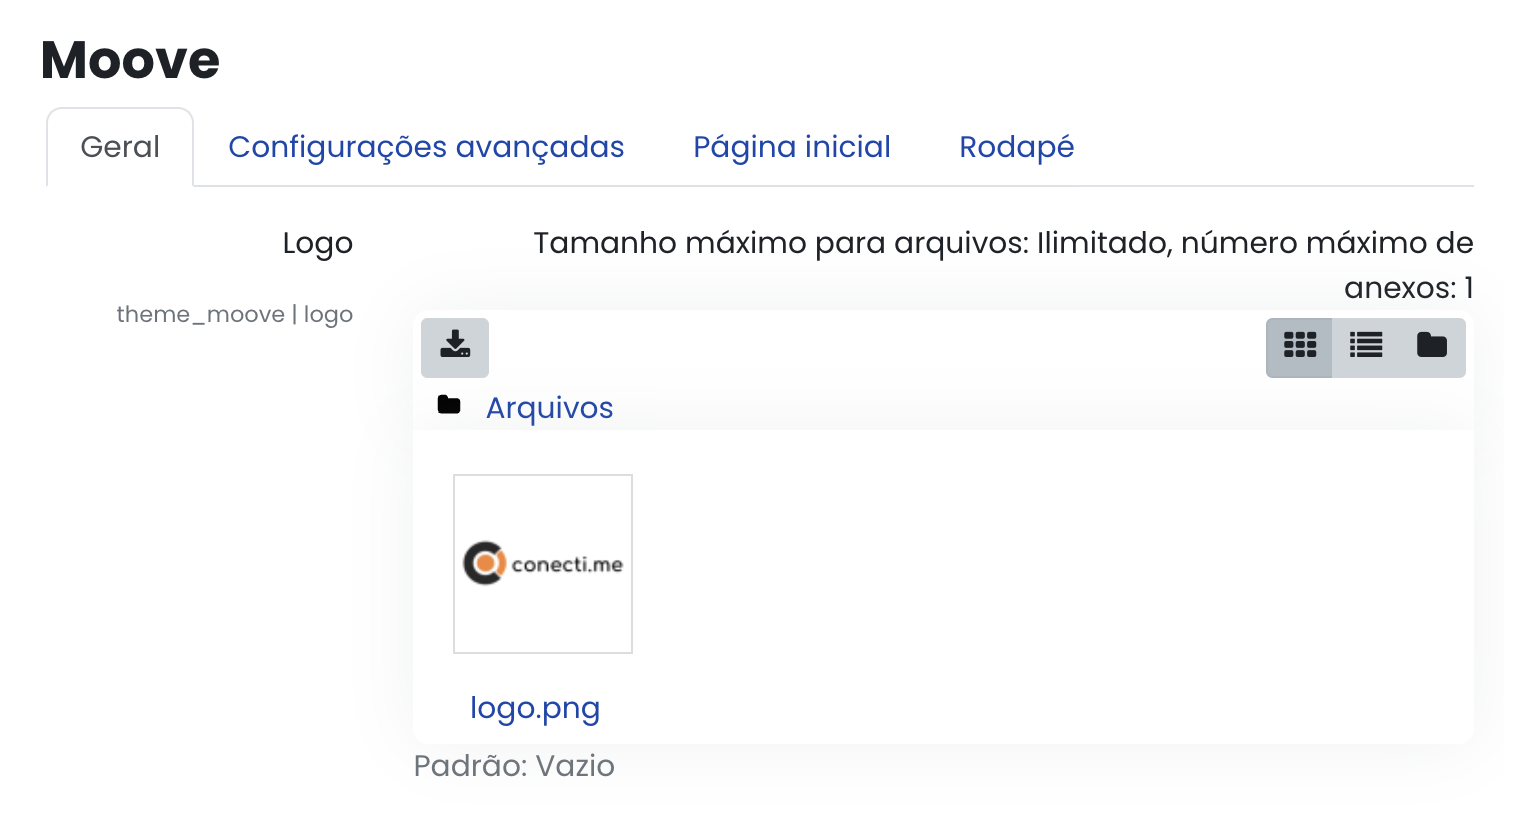 Moove
Geral Configurações avançadas Página inicial Rodapé
Logo
theme_moove | logo
Tamanho máximo para arquivos: Ilimitado, número máximo de
anexos: 1
Arquivos
conecti.me
logo.png
Padrão: Vazio